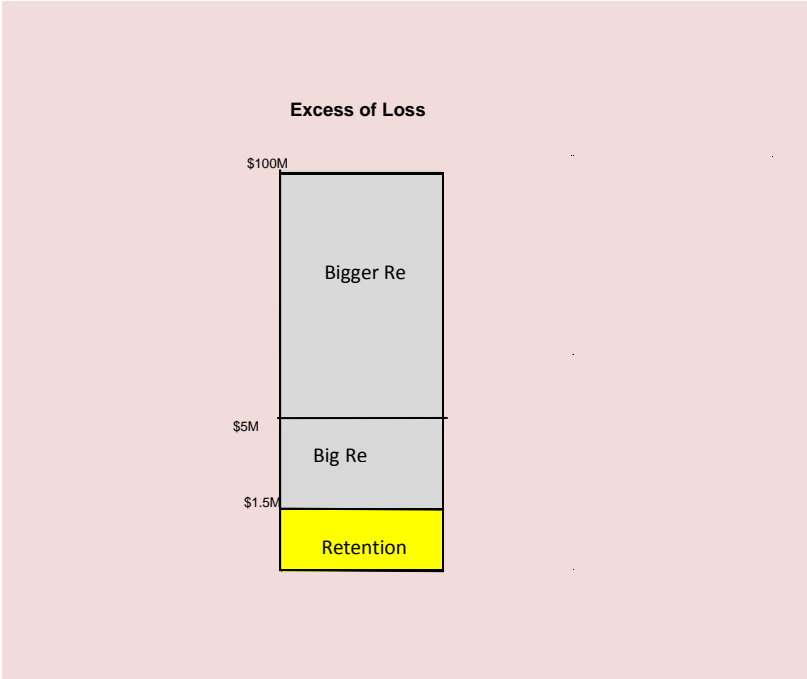 Excess of Loss
$100M
Bigger Re
$5M
Big Re
$1.5M
Retention